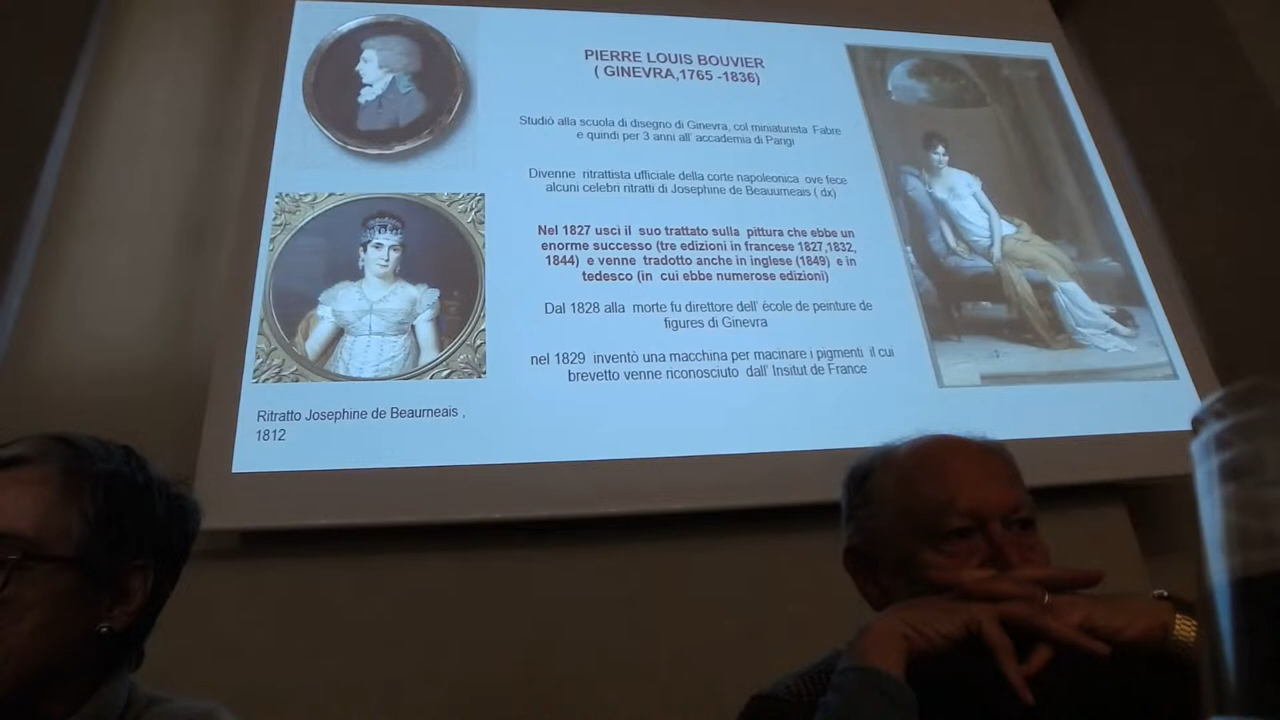 PIERRE LOUIS BOUVIER
( GINEVRA,1765 -1836)
Studiò alla scuola di disegno di Ginevra, col miniaturista Fabre
e quindi per 3 anni all' accademia di Parigi
Divenne ritrattista ufficiale della corte napoleonica ove fece
alcuni celebri ritratti di Josephine de Beauurneais ( dx)
Nel 1827 uscì il suo trattato sulla pittura che ebbe un
enorme successo (tre edizioni in francese 1827,1832,
1844) e venne tradotto anche in inglese (1849) e in
tedesco (in cui ebbe numerose edizioni)
Dal 1828 alla morte fu direttore dell' école de peinture de
figures di Ginevra
nel 1829 inventò una macchina per macinare i pigmenti il cui
brevetto venne riconosciuto dall' Insitut de France
Ritratto Josephine de Beaurneais ,
1812